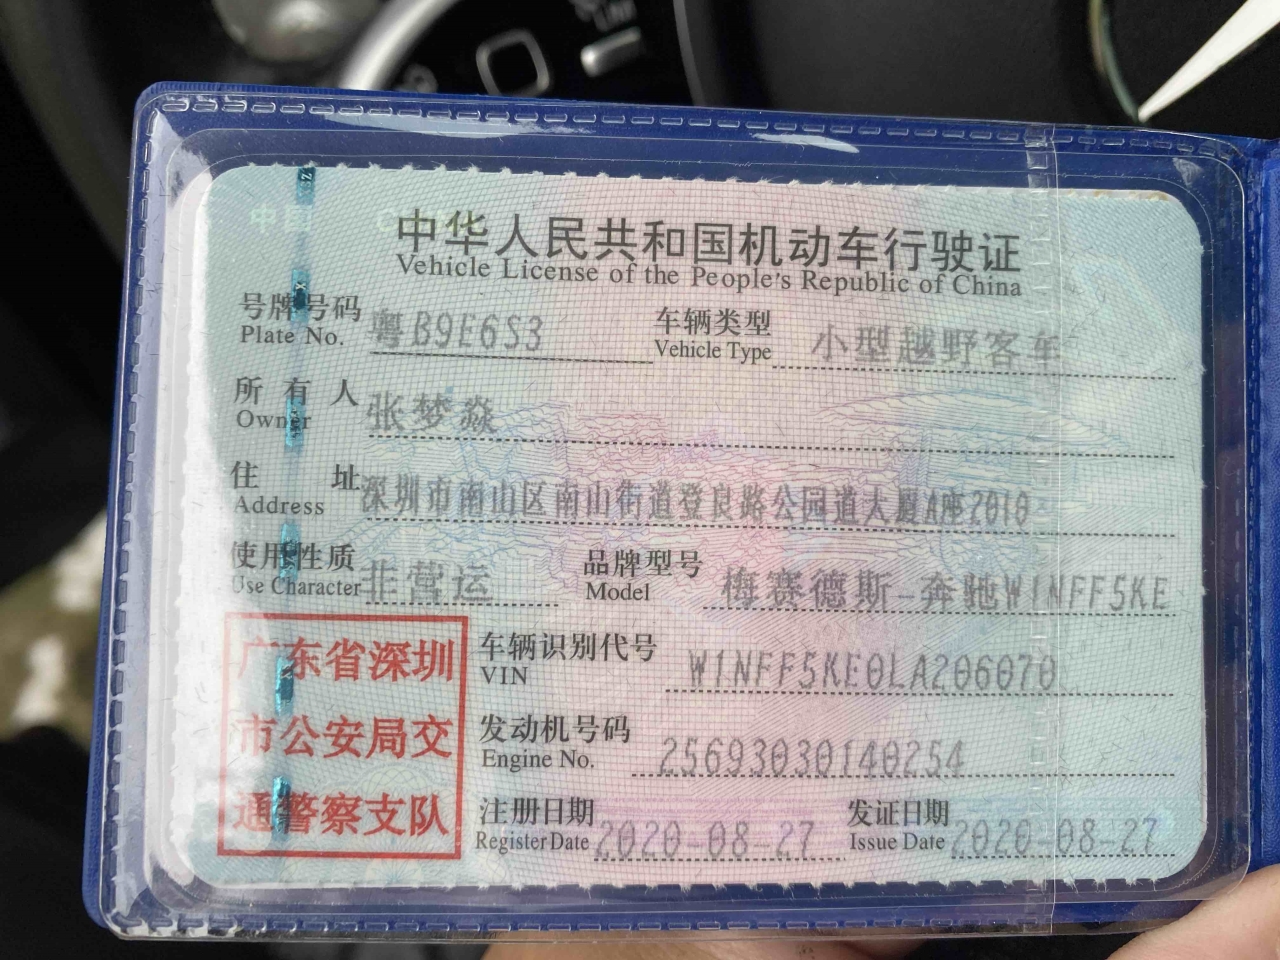 中华人民共和国机动车行驶证
Vehicle License of the People's Republic of China
号牌号码 粤B9E6S3 车辆类型 小型越野客车
Plate No. Vehicle Type
所有人 张梦焱
Owner
住址 深圳市南山区南山街道登良路公园道大厦A座2010
Address
使用性质 非营运 品牌型号 梅赛德斯-奔驰W1NFF5KE
Use Character Model
广东省深圳
市公安局交
通警察支队
车辆识别代号 W1NFF5KE0LA206070
VIN
发动机号码 25693030140254
Engine No.
注册日期 2020-08-27 发证日期 2020-08-27
Register Date Issue Date